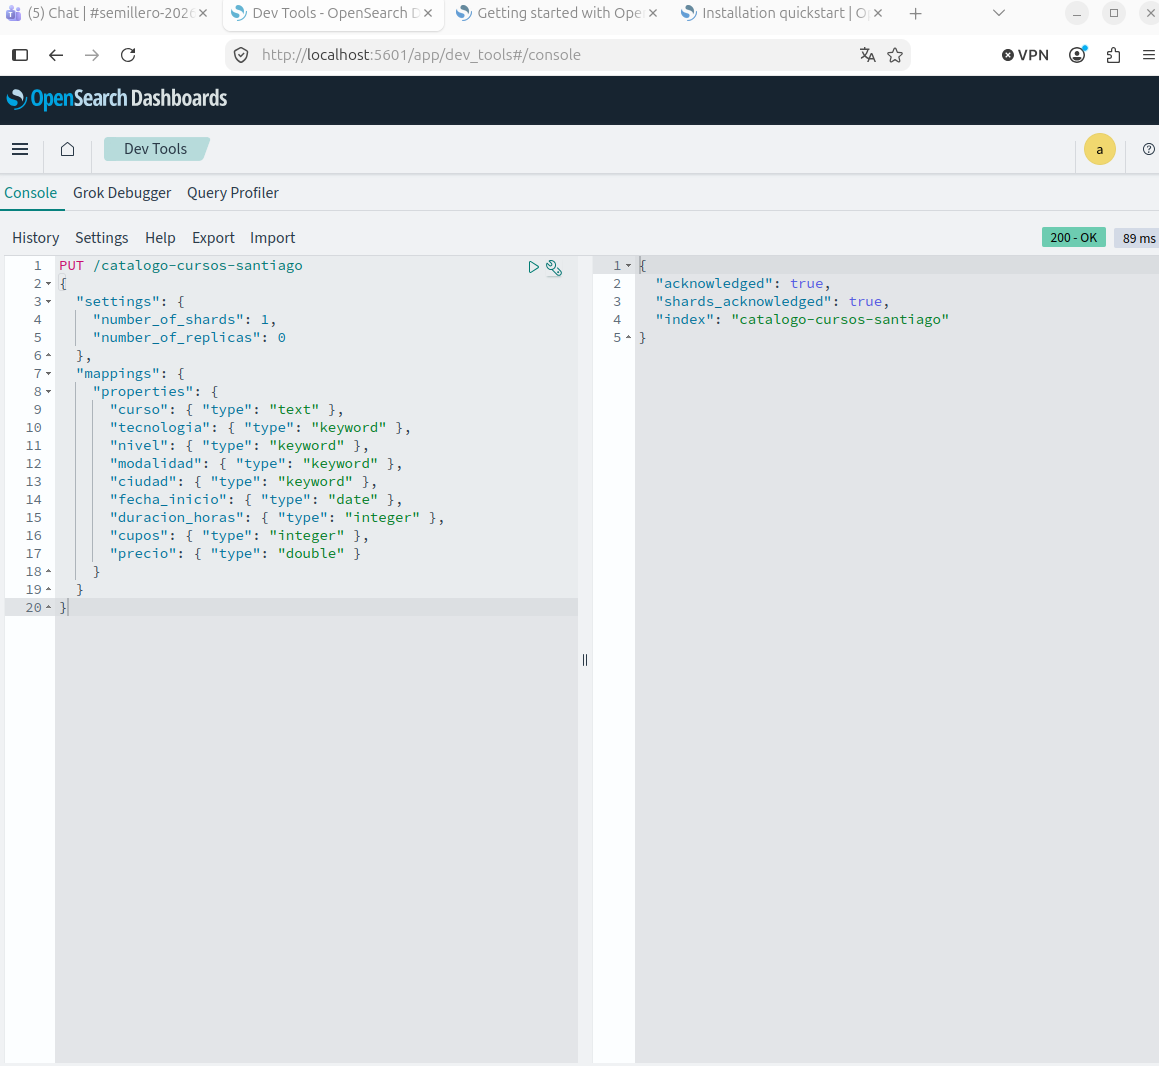 (5) Chat | #semillero-202
Dev Tools - OpenSearch D
Getting started with Ope
Installation quickstart | O
http://localhost:5601/app/dev_tools#/console
VPN
OpenSearch Dashboards
Dev Tools
a
Console Grok Debugger Query Profiler
History Settings Help Export Import
200 - OK 89 ms
1 PUT /catalogo-cursos-santiago
2 {
3 "settings": {
4 "number_of_shards": 1,
5 "number_of_replicas": 0
6 },
7 "mappings": {
8 "properties": {
9 "curso": { "type": "text" },
10 "tecnologia": { "type": "keyword" },
11 "nivel": { "type": "keyword" },
12 "modalidad": { "type": "keyword" },
13 "ciudad": { "type": "keyword" },
14 "fecha_inicio": { "type": "date" },
15 "duracion_horas": { "type": "integer" },
16 "cupos": { "type": "integer" },
17 "precio": { "type": "double" }
18 }
19 }
20 }
1 {
2 "acknowledged": true,
3 "shards_acknowledged": true,
4 "index": "catalogo-cursos-santiago"
5 }